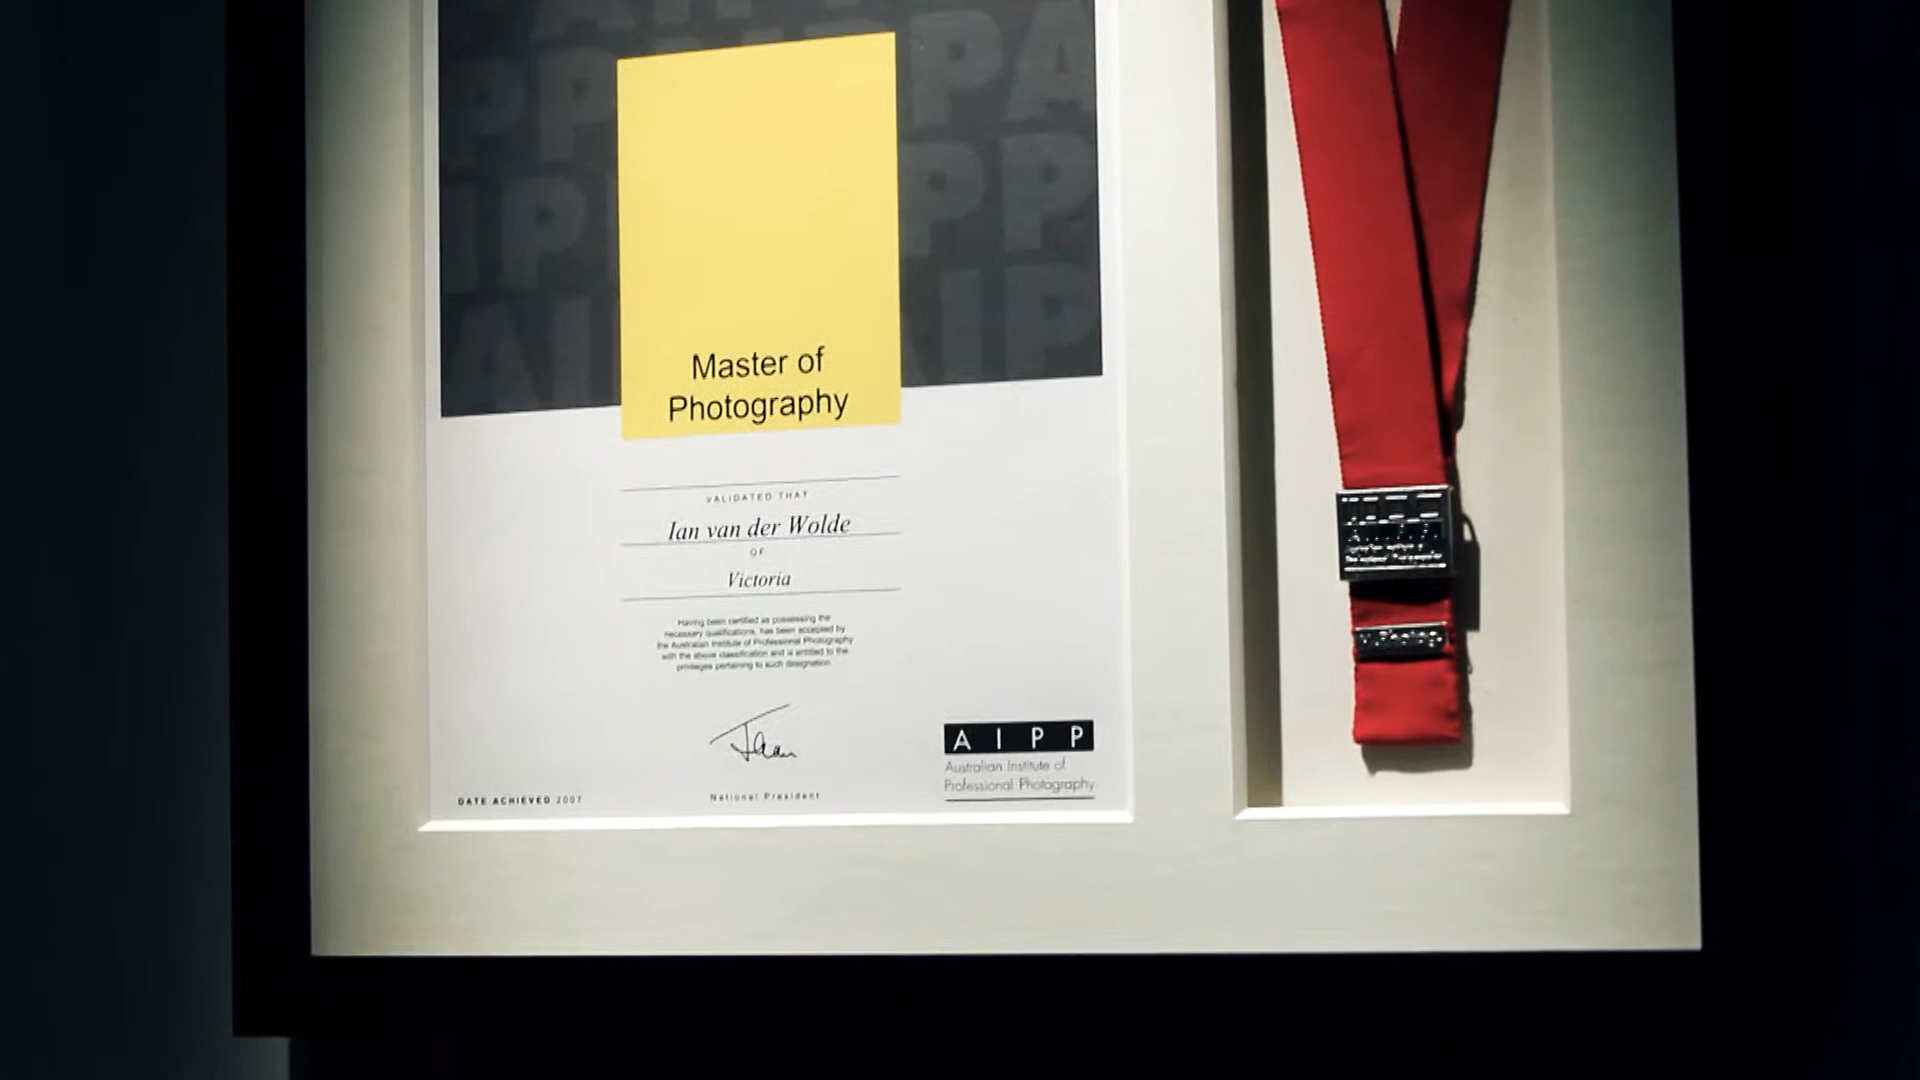 Master of
Photography
VALIDATED THAT
Ian van der Wolde
OF
Victoria
Having been certified as possessing the
necessary qualifications, has been accepted by
the Australian Institute of Professional Photography
with the above classification and is entitled to the
privileges pertaining to such designation.
DATE ACHIEVED 2007
National President
AIPP
Australian Institute of
Professional Photography
M. Photog